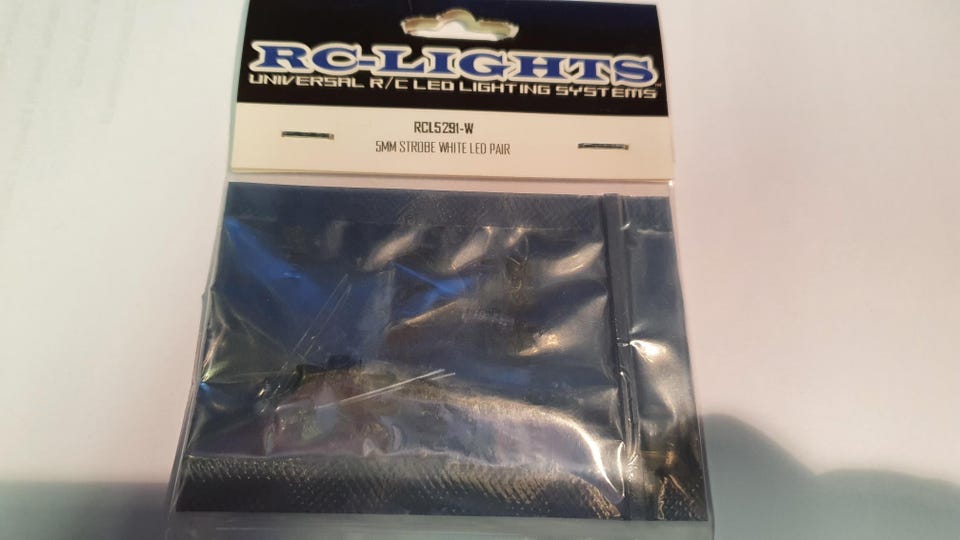 RC-LIGHTS
UNIVERSAL R/C LED LIGHTING SYSTEMS
RCL5291-W
5MM STROBE WHITE LED PAIR